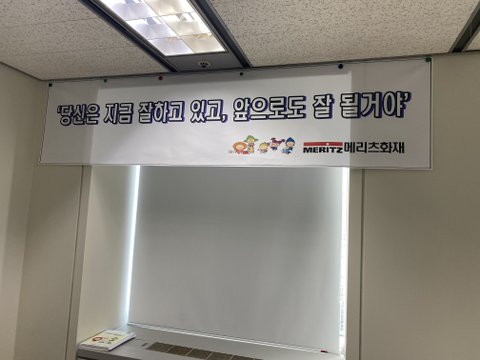 '당신은 지금 잘하고 있고, 앞으로도 잘 될거야'
MERITZ 메리츠화재